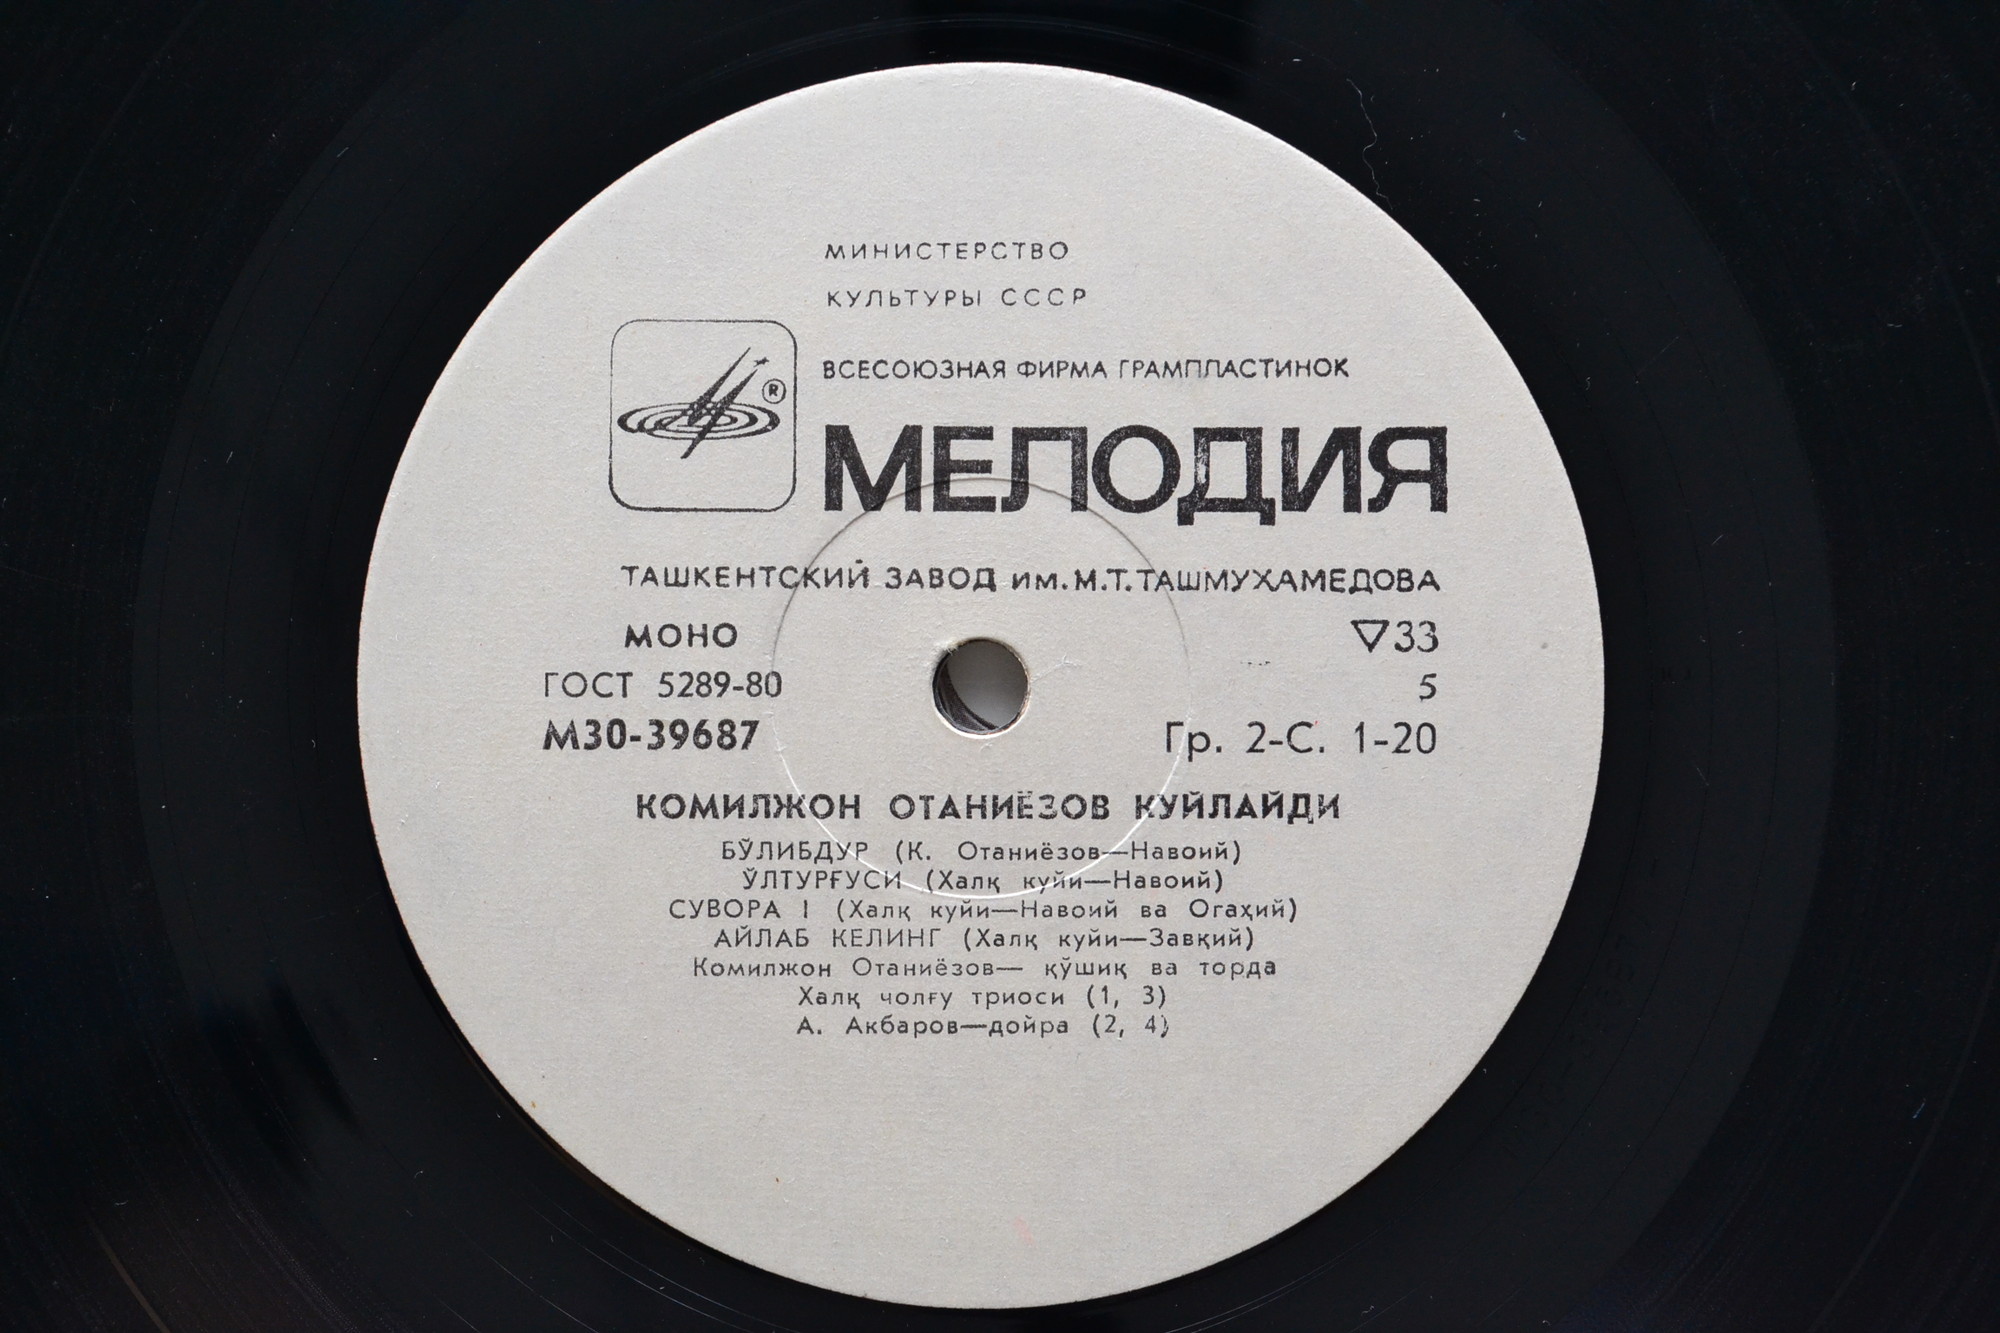 МИНИСТЕРСТВО
КУЛЬТУРЫ СССР
ВСЕСОЮЗНАЯ ФИРМА ГРАМПЛАСТИНОК
®
МЕЛОДИЯ
ТАШКЕНТСКИЙ ЗАВОД им. М.Т. ТАШМУХАМЕДОВА
МОНО ▽33
ГОСТ 5289-80 5
М30-39687 Гр. 2-С. 1-20
КОМИЛЖОН ОТАНИЁЗОВ КУЙЛАЙДИ
БЎЛИБДУР (К. Отаниёзов—Навоий)
ЎЛТУРҒУСИ (Халқ куйи—Навоий)
СУВОРА I (Халқ куйи—Навоий ва Огаҳий)
АЙЛАБ КЕЛИНГ (Халқ куйи—Завқий)
Комилжон Отаниёзов— қўшиқ ва торда
Халқ чолғу триоси (1, 3)
А. Акбаров—дойра (2, 4)